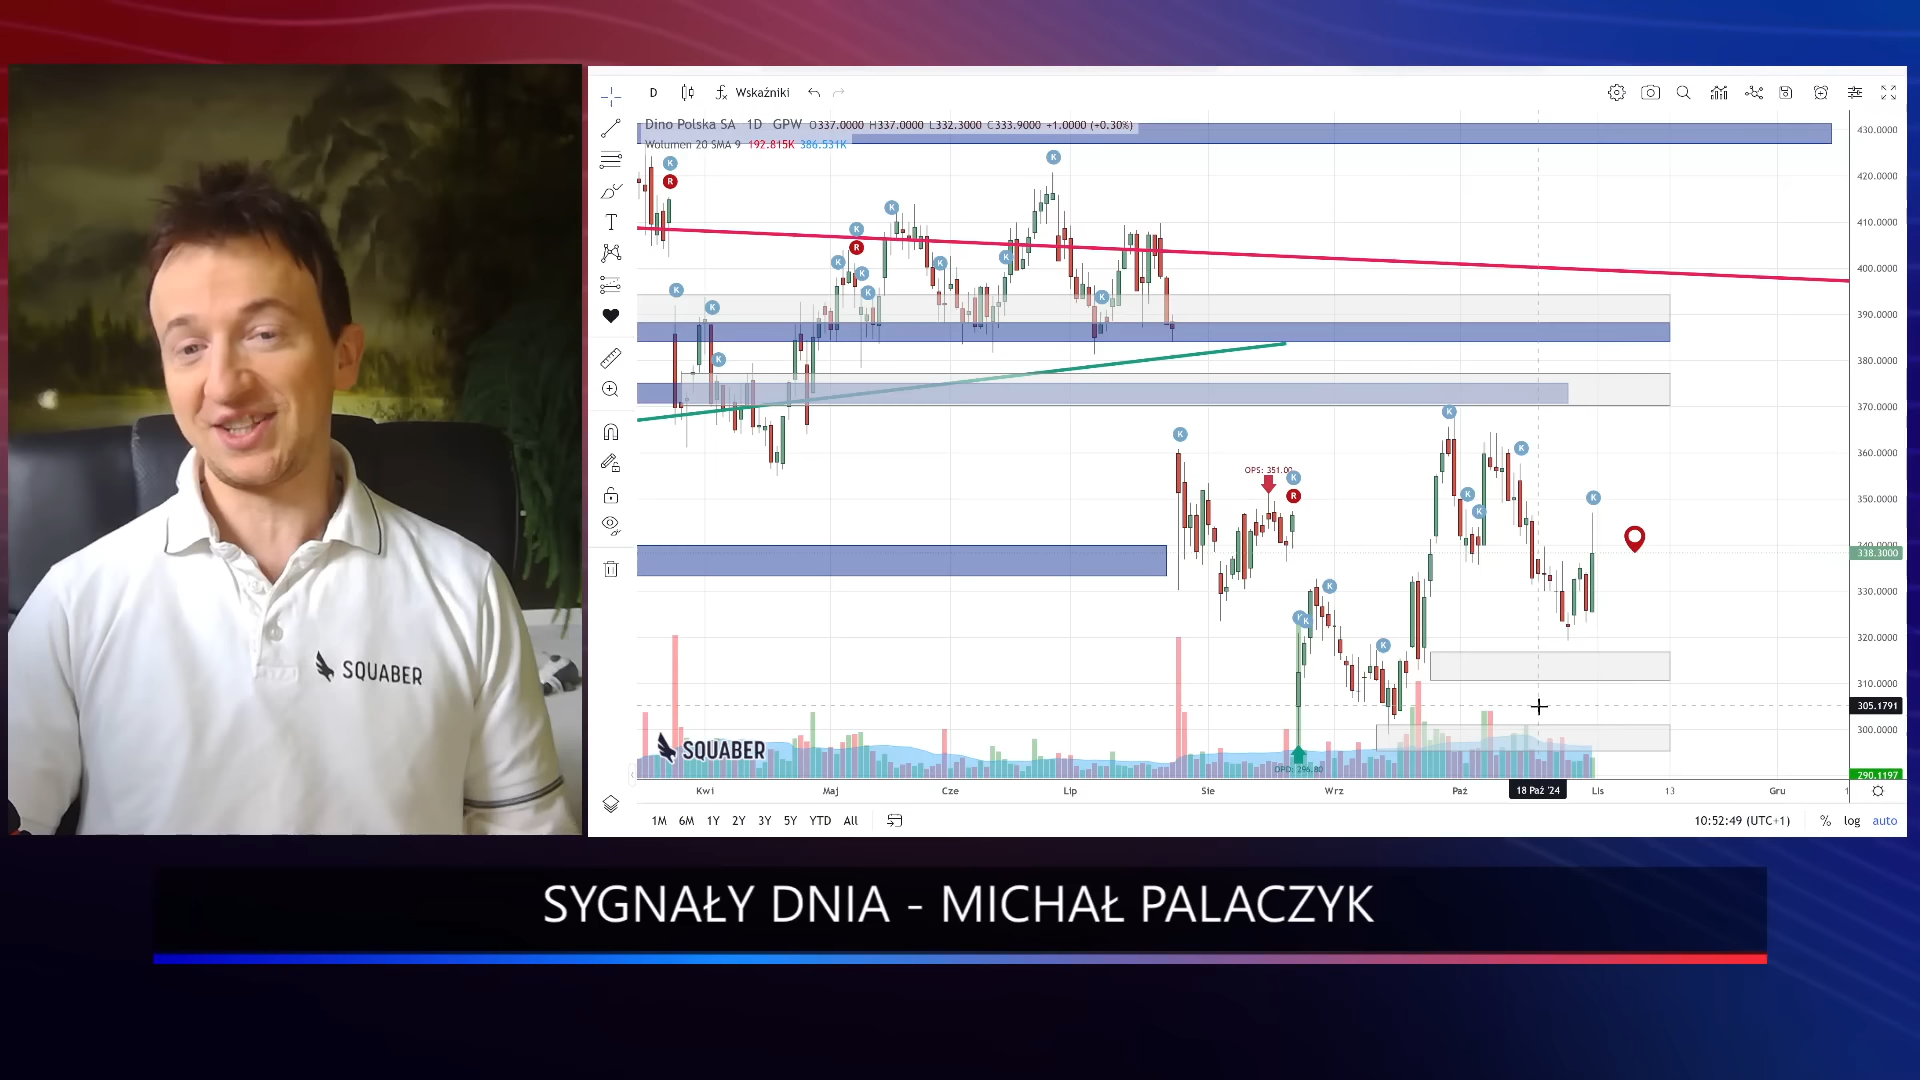 D Wskaźniki
Dino Polska SA 1D GPW O337.0000 H337.0000 L332.3000 C333.9000 +1.0000 (+0.30%)
Wolumen 20 SMA 9 192.815K 386.531K
430.0000
420.0000
410.0000
400.0000
390.0000
380.0000
370.0000
360.0000
350.0000
340.0000
338.3000
330.0000
320.0000
310.0000
305.1791
300.0000
290.1197
K
R
K
K
K
K
R
K
K
K
K
K
K
K
K
K
OPS: 351.00
K
R
K
K
K
K
K
K
K
K
K
OPD: 296.80
SQUABER
SQUABER
Kwi Maj Cze Lip Sie Wrz Paź 18 Paź '24 Lis 13 Gru
1M 6M 1Y 2Y 3Y 5Y YTD All
10:52:49 (UTC+1) % log auto
SYGNAŁY DNIA - MICHAŁ PALACZYK